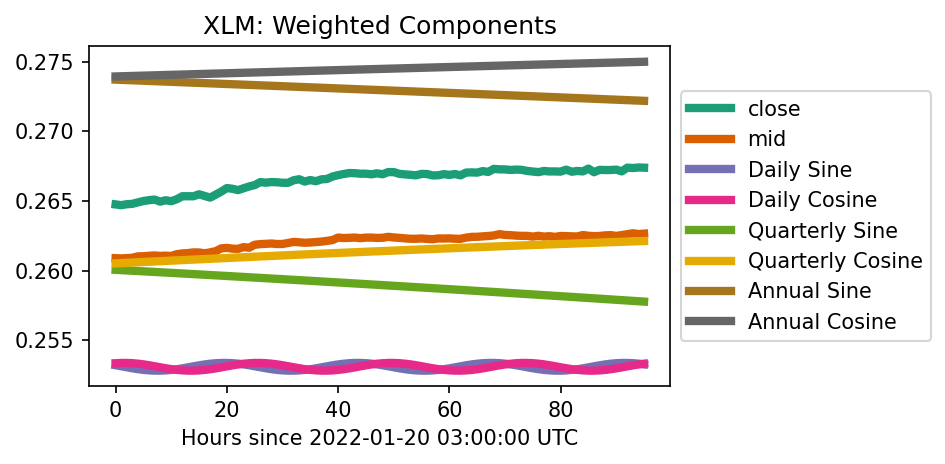 XLM: Weighted Components
0.275
0.270
0.265
0.260
0.255
0
20
40
60
80
Hours since 2022-01-20 03:00:00 UTC
close
mid
Daily Sine
Daily Cosine
Quarterly Sine
Quarterly Cosine
Annual Sine
Annual Cosine